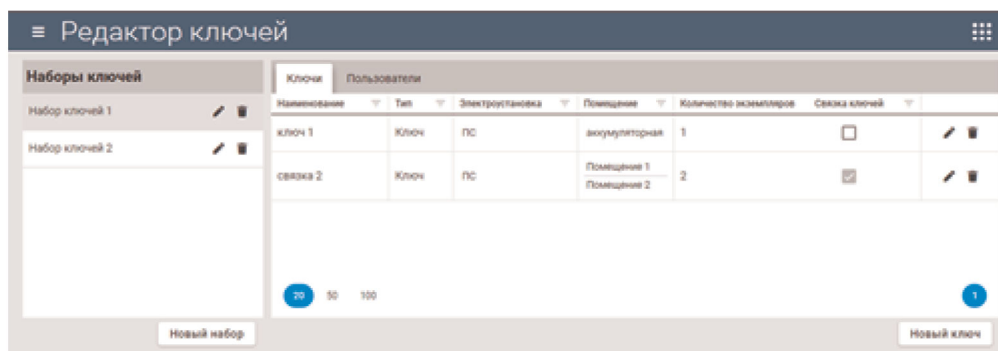 Редактор ключей
Наборы ключей
Набор ключей 1
Набор ключей 2
Новый набор
Ключи Пользователи
Наименование Тип Электроустановка Помещение Количество экземпляров Связка ключей
ключ 1 Ключ ПС аккумуляторная 1
связка 2 Ключ ПС Помещение 1 2
Помещение 2
20 50 100 1
Новый ключ